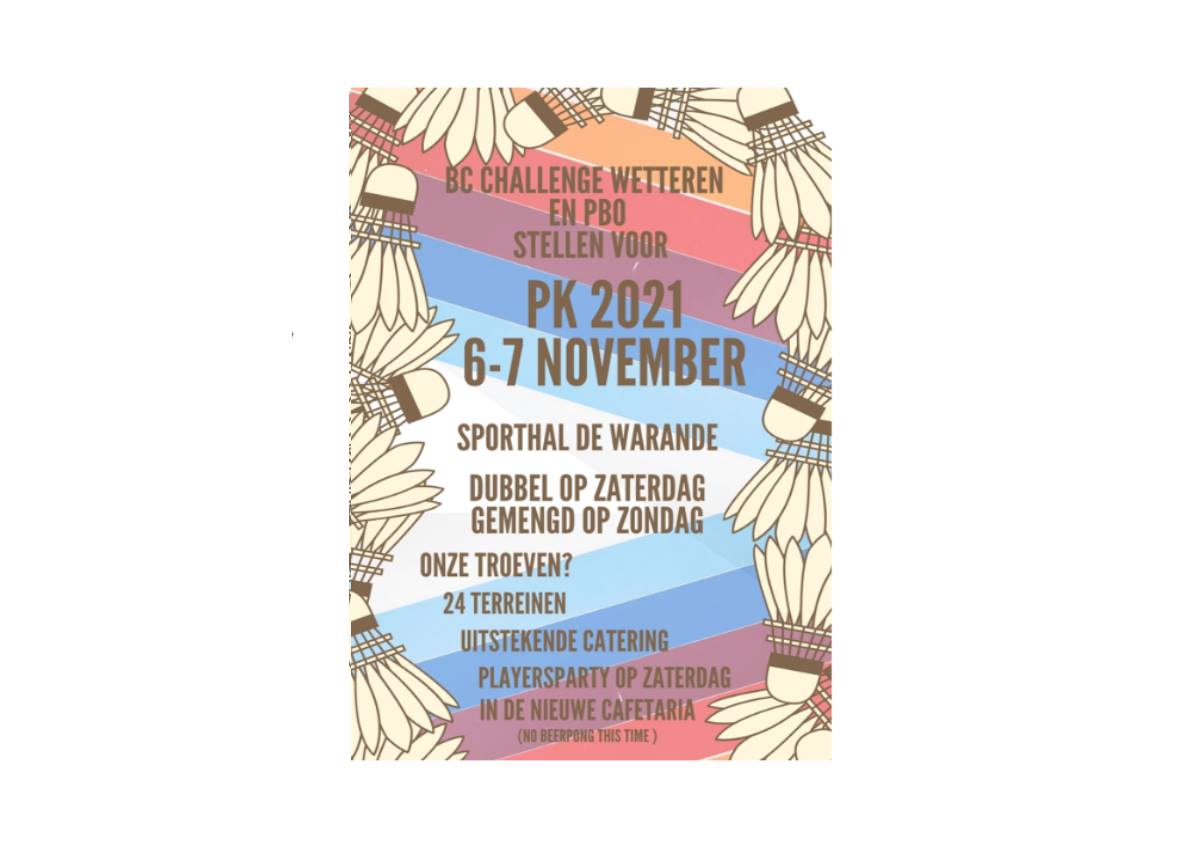 BC CHALLENGE WETTEREN
EN PBO
STELLEN VOOR
PK 2021
6-7 NOVEMBER
SPORTHAL DE WARANDE
DUBBEL OP ZATERDAG
GEMENGD OP ZONDAG
ONZE TROEVEN?
24 TERREINEN
UITSTEKENDE CATERING
PLAYERSPARTY OP ZATERDAG
IN DE NIEUWE CAFETARIA
(NO BEERPONG THIS TIME )